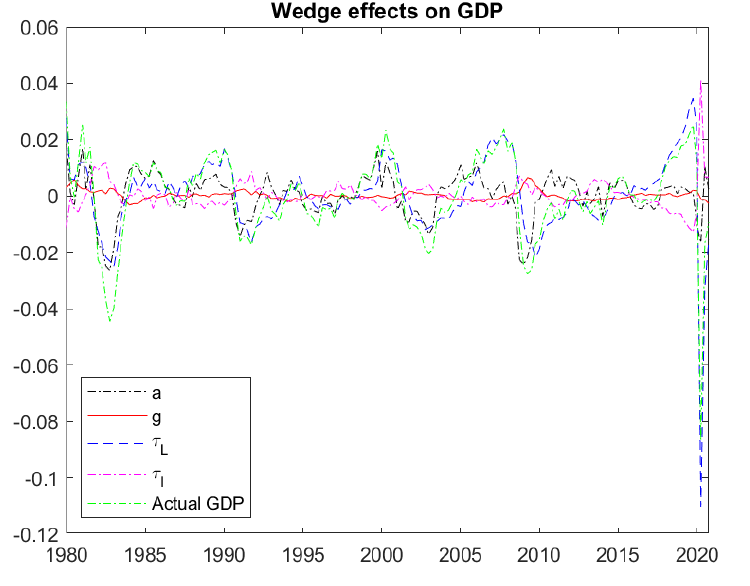 Wedge effects on GDP
0.06
0.04
0.02
0
-0.02
-0.04
-0.06
-0.08
-0.1
-0.12
a
g
τL
τI
Actual GDP
1980 1985 1990 1995 2000 2005 2010 2015 2020